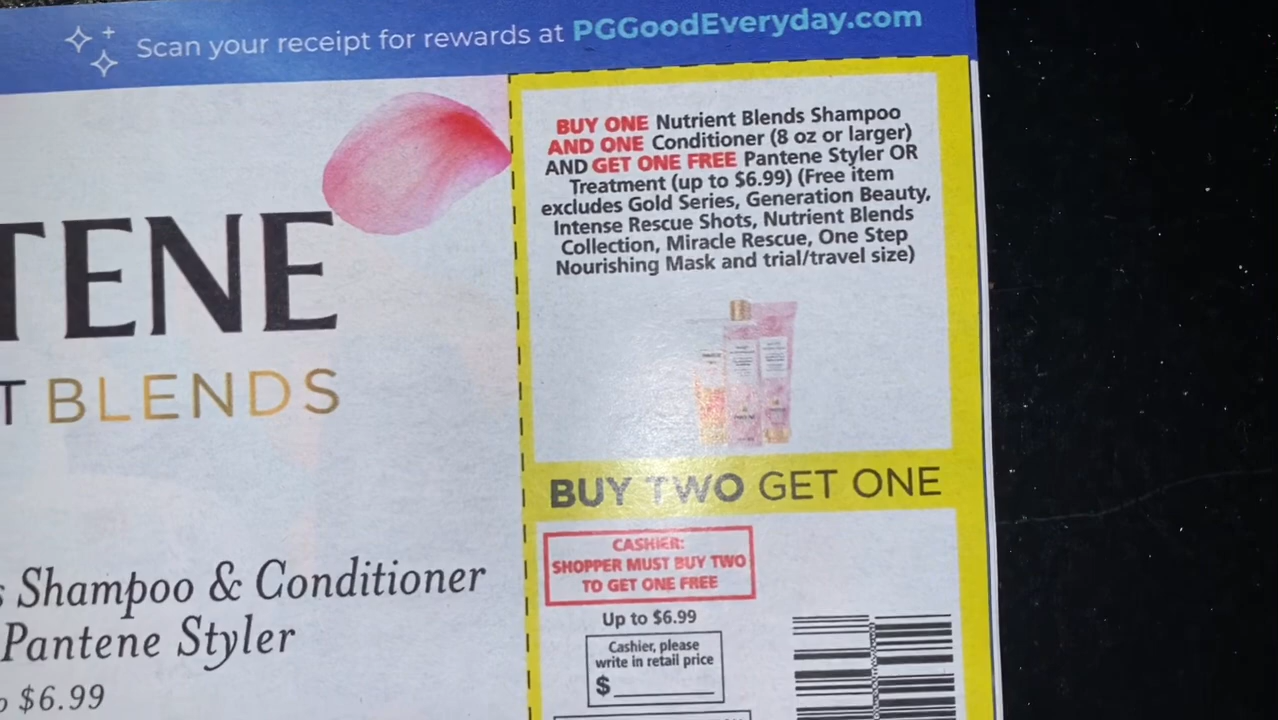 Scan your receipt for rewards at PGGoodEveryday.com
TENE
T BLENDS
s Shampoo & Conditioner
Pantene Styler
o $6.99
BUY ONE Nutrient Blends Shampoo
AND ONE Conditioner (8 oz or larger)
AND GET ONE FREE Pantene Styler OR
Treatment (up to $6.99) (Free item
excludes Gold Series, Generation Beauty,
Intense Rescue Shots, Nutrient Blends
Collection, Miracle Rescue, One Step
Nourishing Mask and trial/travel size)
BUY TWO GET ONE
CASHIER:
SHOPPER MUST BUY TWO
TO GET ONE FREE
Up to $6.99
Cashier, please
write in retail price
$